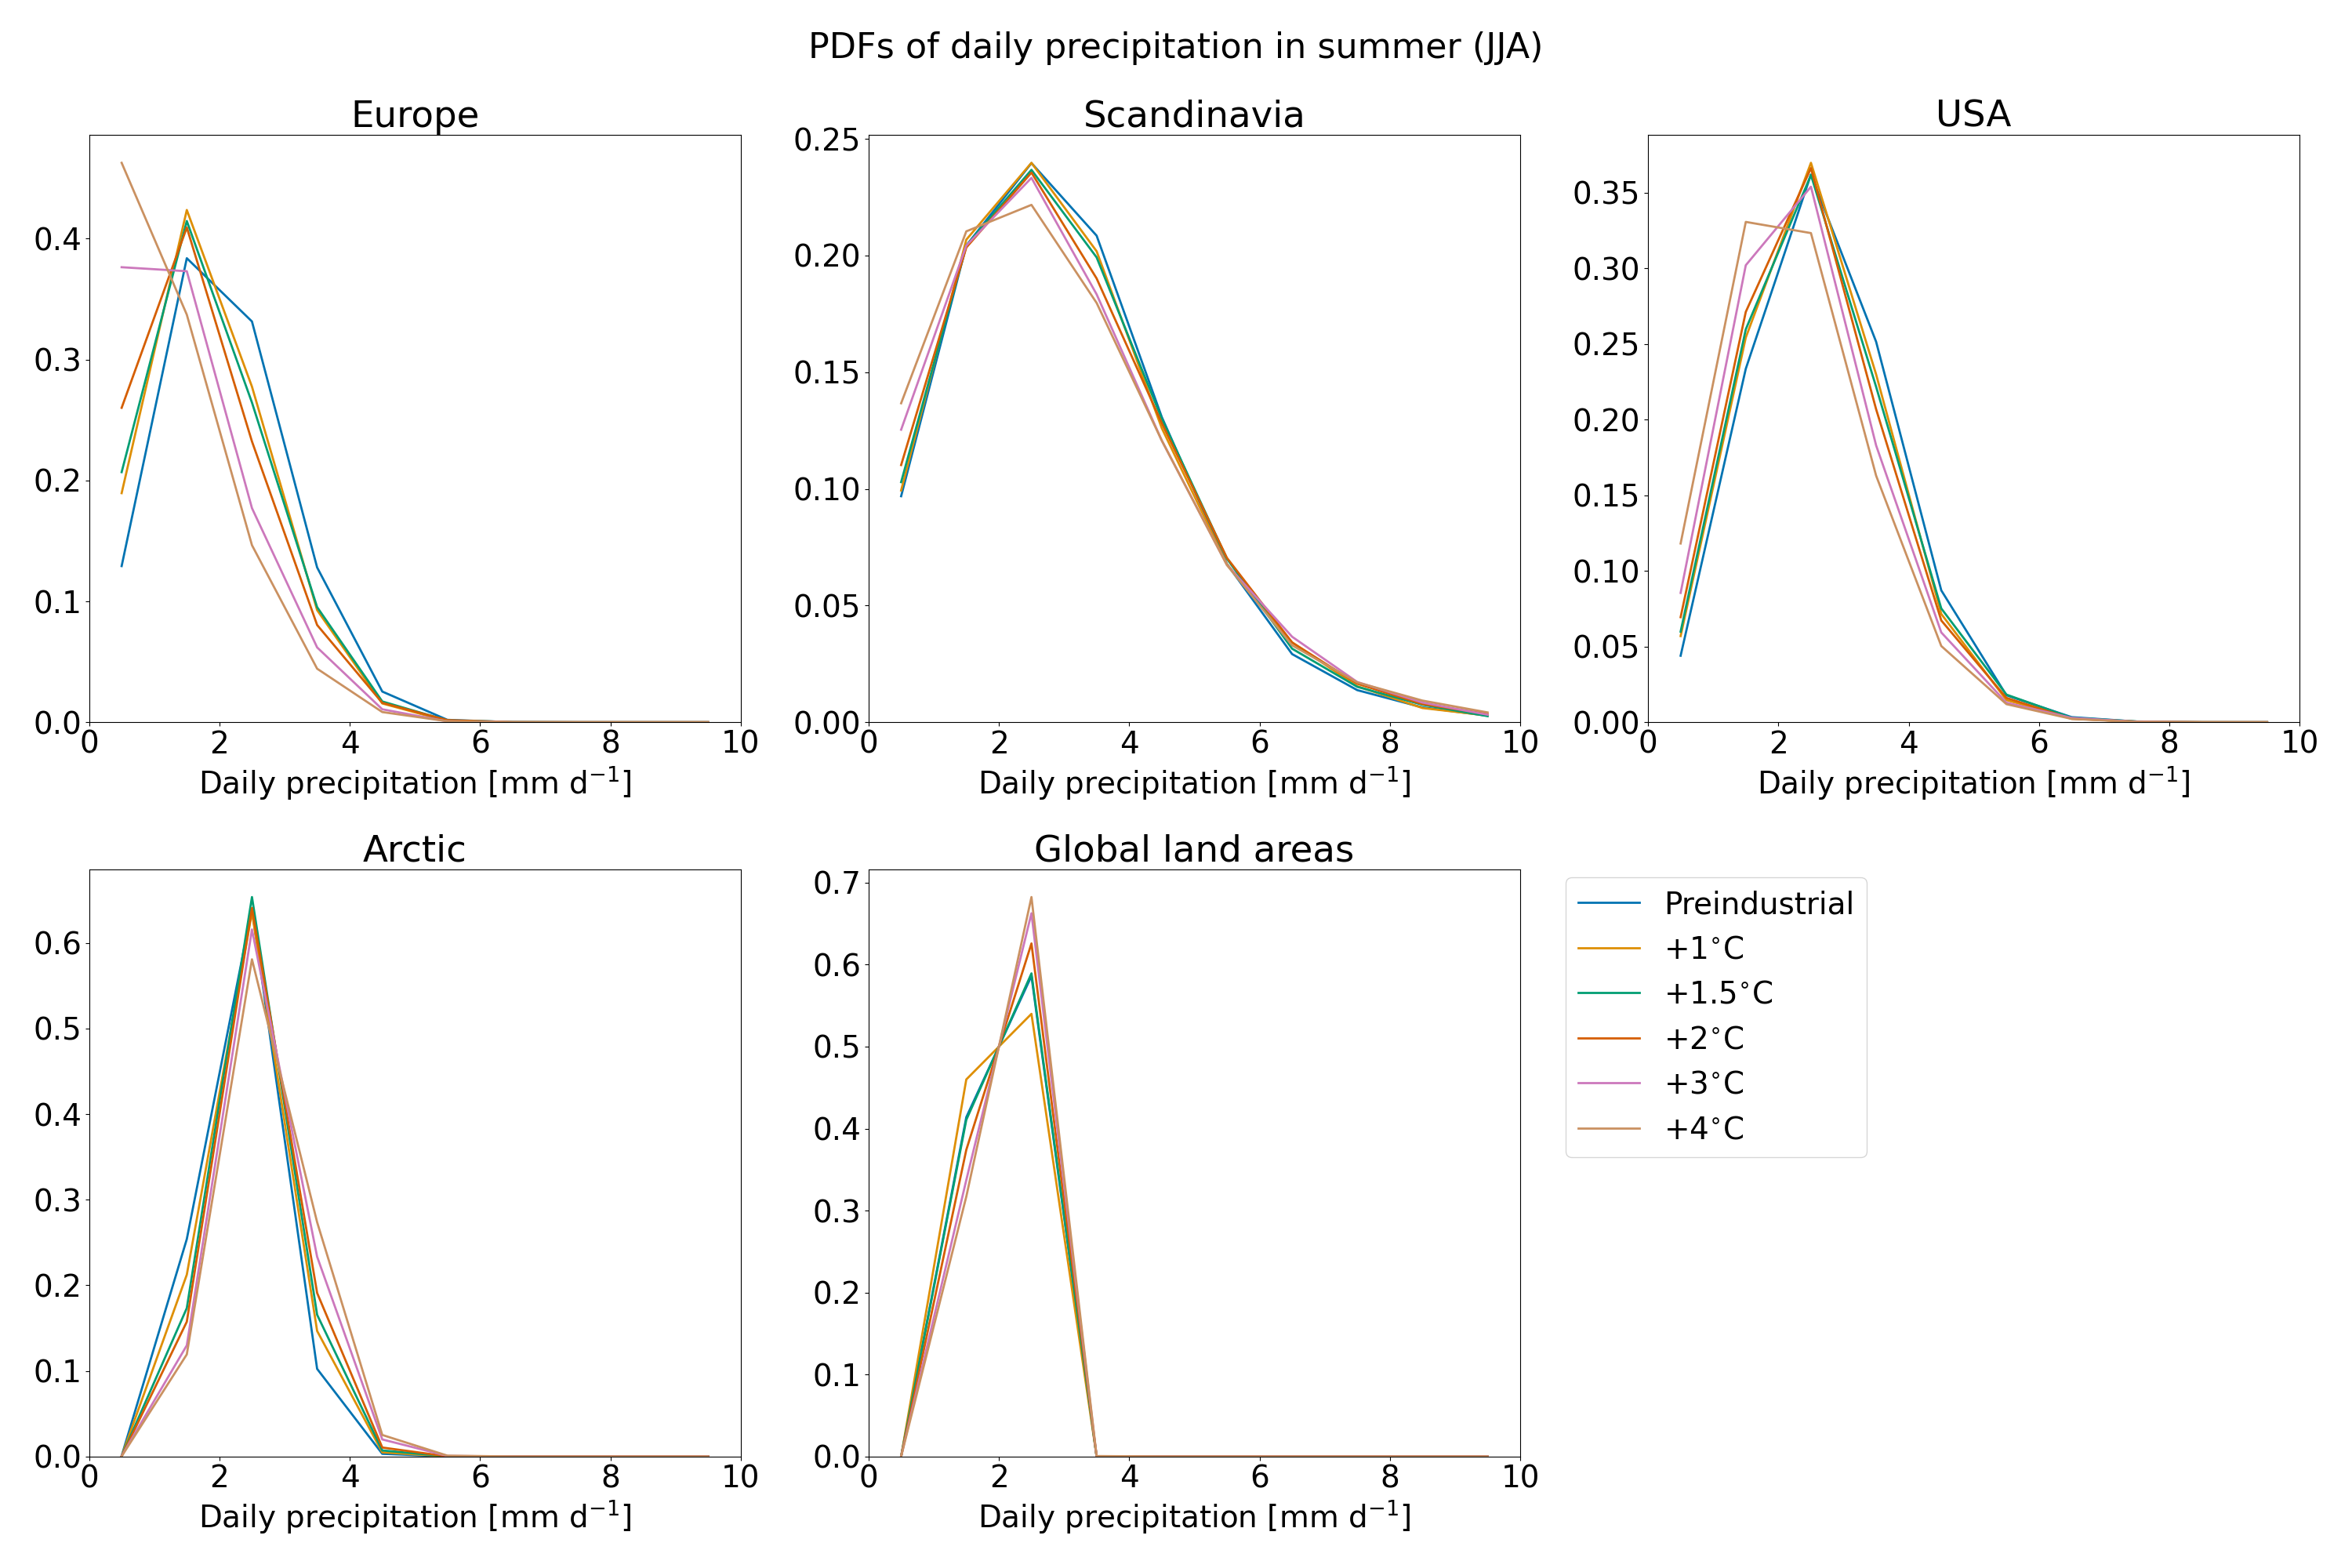 PDFs of daily precipitation in summer (JJA)
Europe
Scandinavia
USA
0.4
0.3
0.2
0.1
0.0
0 2 4 6 8 10
Daily precipitation [mm d⁻¹]
0.25
0.20
0.15
0.10
0.05
0.00
0 2 4 6 8 10
Daily precipitation [mm d⁻¹]
0.35
0.30
0.25
0.20
0.15
0.10
0.05
0.00
0 2 4 6 8 10
Daily precipitation [mm d⁻¹]
Arctic
0.6
0.5
0.4
0.3
0.2
0.1
0.0
0 2 4 6 8 10
Daily precipitation [mm d⁻¹]
Global land areas
0.7
0.6
0.5
0.4
0.3
0.2
0.1
0.0
0 2 4 6 8 10
Daily precipitation [mm d⁻¹]
Preindustrial
+1°C
+1.5°C
+2°C
+3°C
+4°C